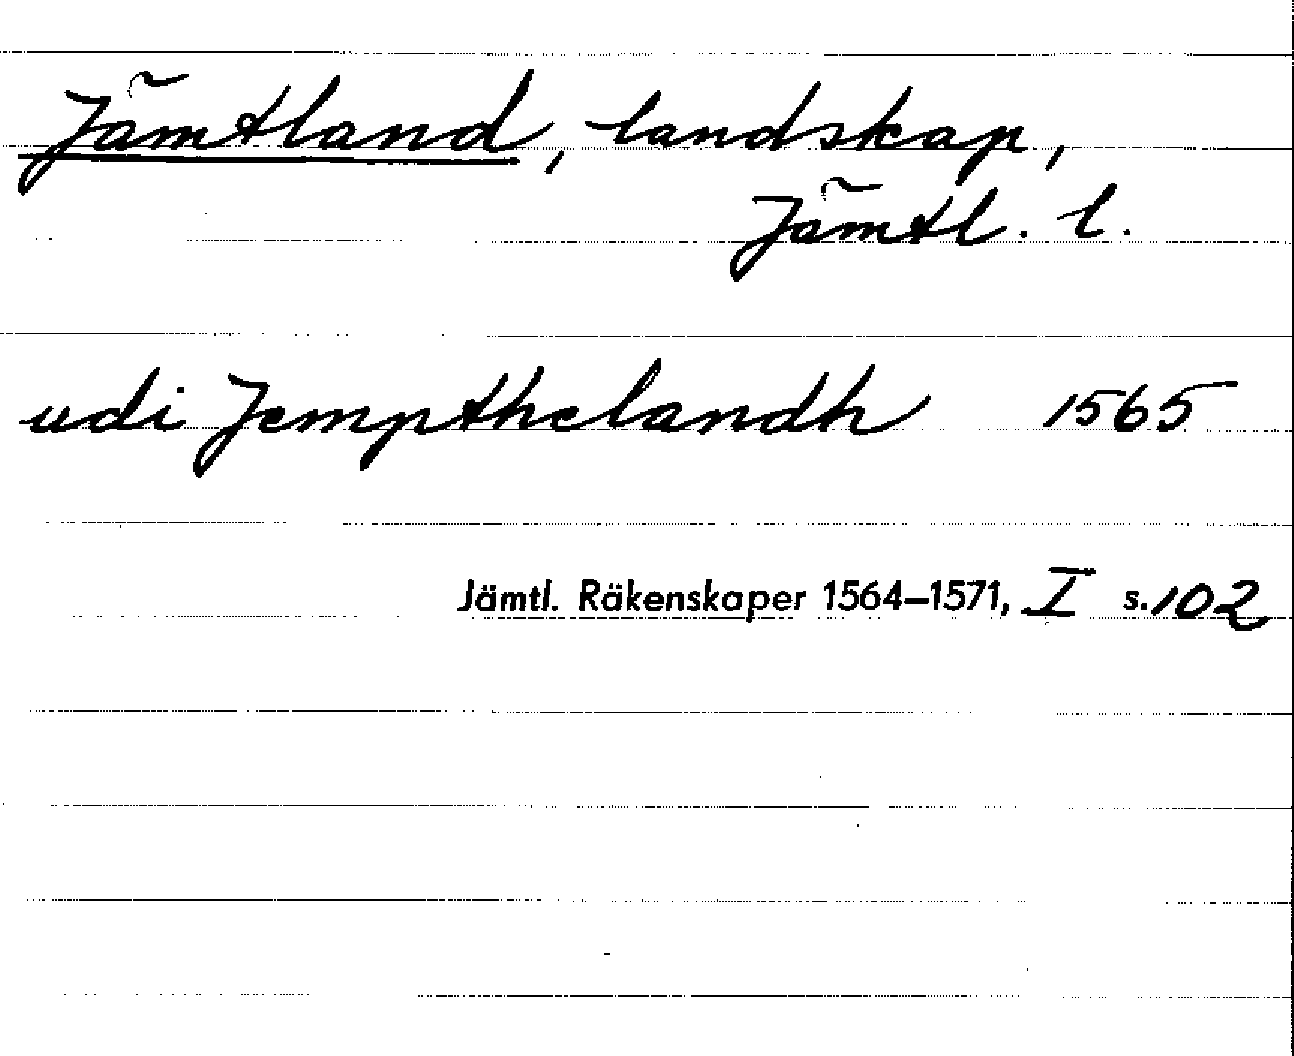 Jämtland, landskap,
Jämtl. l.
udi Jempthelandh 1565
Jämtl. Räkenskaper 1564–1571, I s. 102